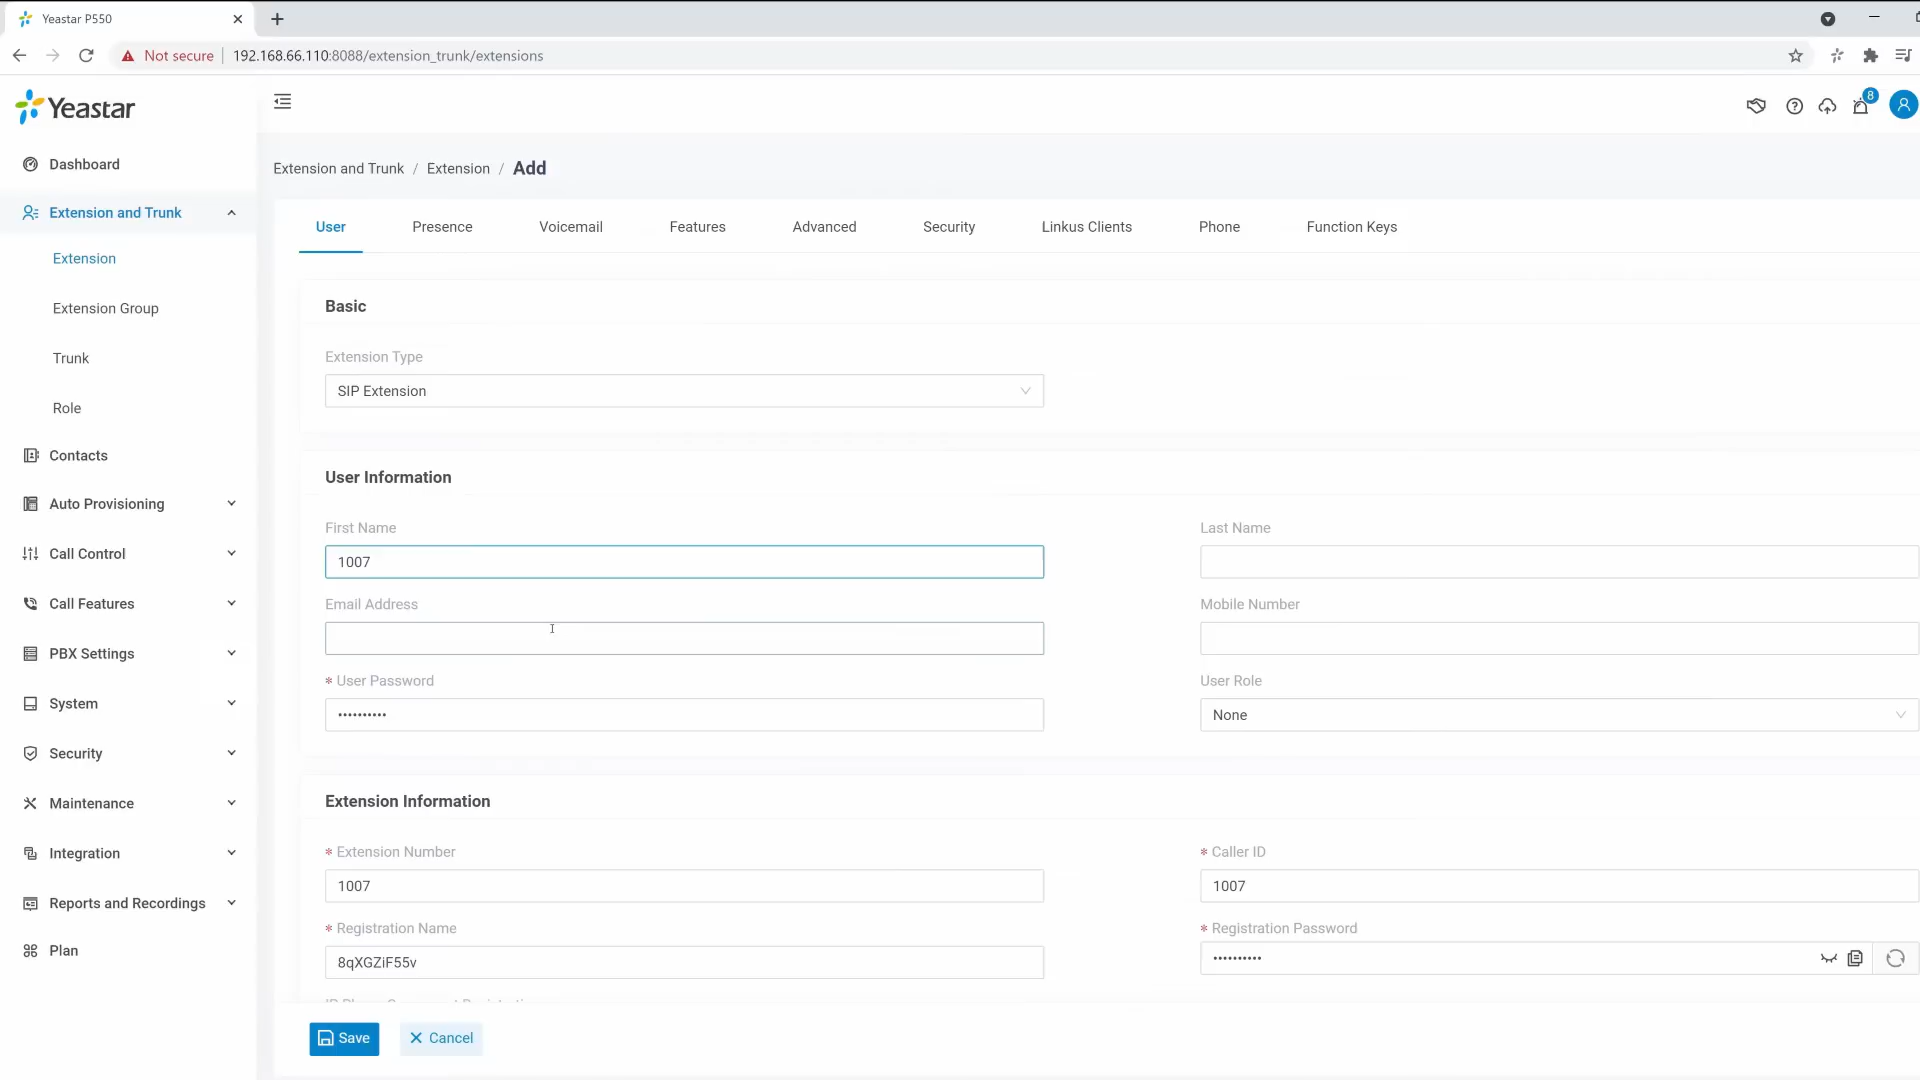 Yeastar P550
Not secure
192.168.66.110:8088/extension_trunk/extensions
Yeastar
8
Dashboard
Extension and Trunk
Extension
Extension Group
Trunk
Role
Contacts
Auto Provisioning
Call Control
Call Features
PBX Settings
System
Security
Maintenance
Integration
Reports and Recordings
Plan
Extension and Trunk / Extension / Add
User Presence Voicemail Features Advanced Security Linkus Clients Phone Function Keys
Basic
Extension Type
SIP Extension
User Information
First Name Last Name
1007
Email Address Mobile Number
* User Password User Role
•••••••••• None
Extension Information
* Extension Number * Caller ID
1007 1007
* Registration Name * Registration Password
8qXGZiF55v ••••••••••
Save Cancel